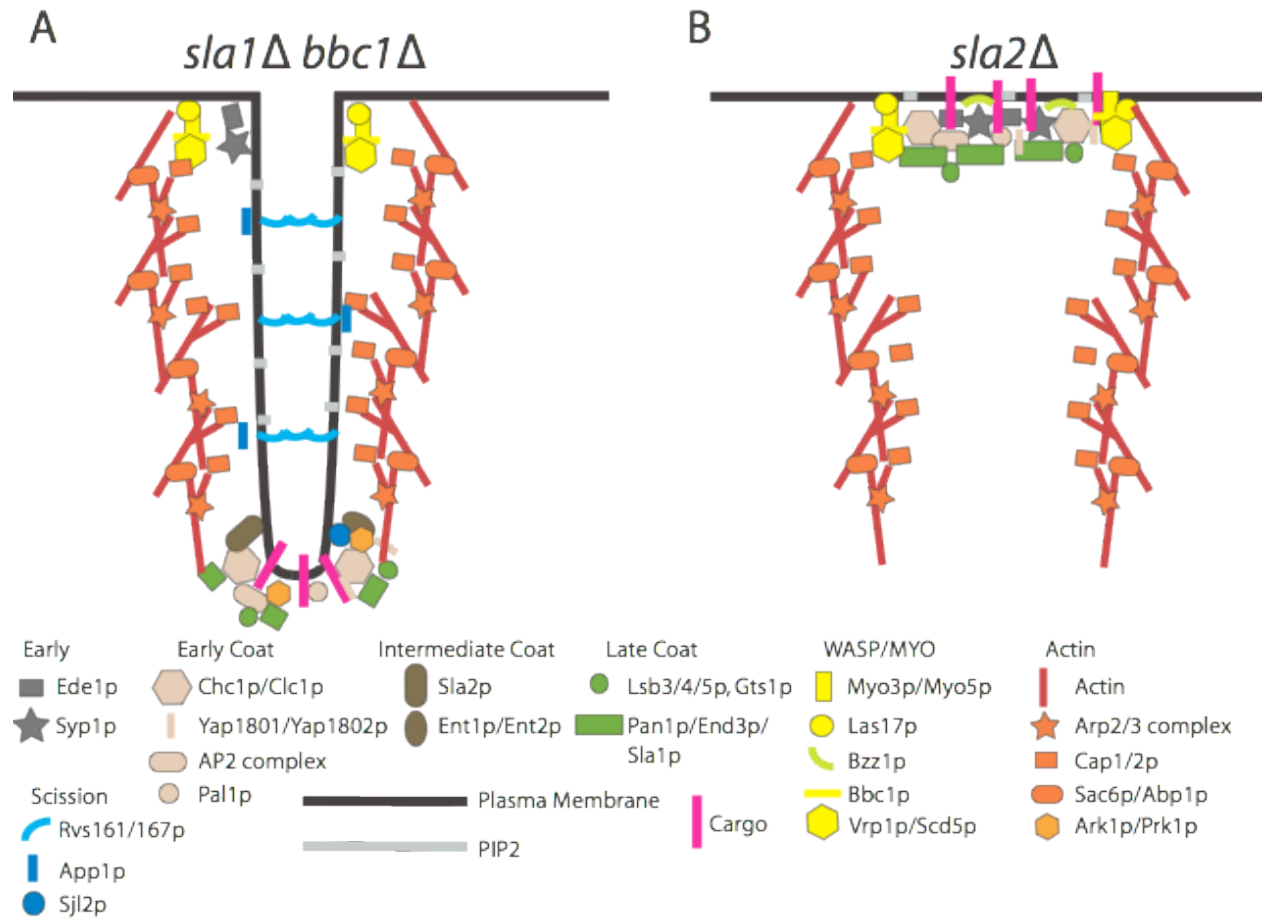 A
B
sla1Δ bbc1Δ
sla2Δ
Early
Ede1p
Syp1p
Early Coat
Chc1p/Clc1p
Yap1801/Yap1802p
AP2 complex
Pal1p
Intermediate Coat
Sla2p
Ent1p/Ent2p
Late Coat
Lsb3/4/5p, Gts1p
Pan1p/End3p/
Sla1p
WASP/MYO
Myo3p/Myo5p
Las17p
Bzz1p
Bbc1p
Vrp1p/Scd5p
Actin
Actin
Arp2/3 complex
Cap1/2p
Sac6p/Abp1p
Ark1p/Prk1p
Scission
Rvs161/167p
App1p
Sjl2p
Plasma Membrane
PIP2
Cargo